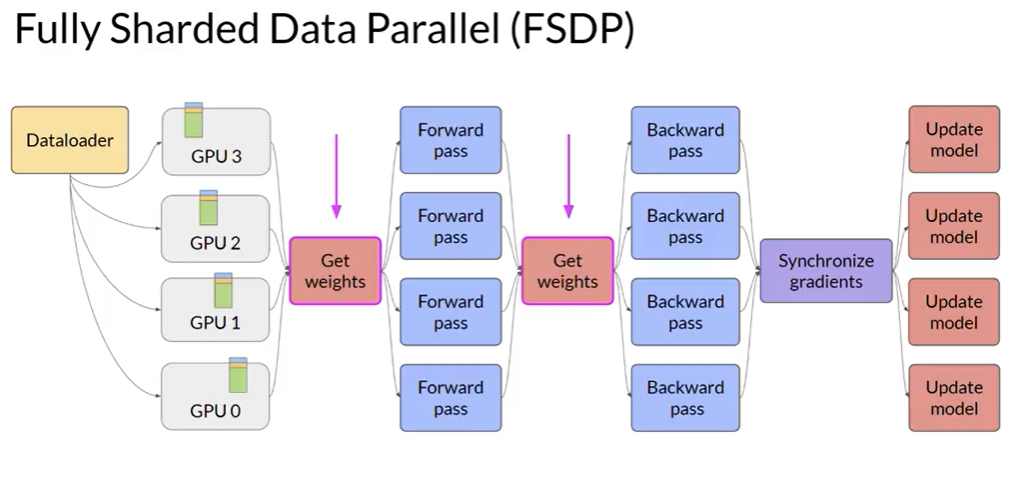 Fully Sharded Data Parallel (FSDP)
Dataloader
GPU 3
GPU 2
GPU 1
GPU 0
Get
weights
Forward
pass
Forward
pass
Forward
pass
Forward
pass
Get
weights
Backward
pass
Backward
pass
Backward
pass
Backward
pass
Synchronize
gradients
Update
model
Update
model
Update
model
Update
model